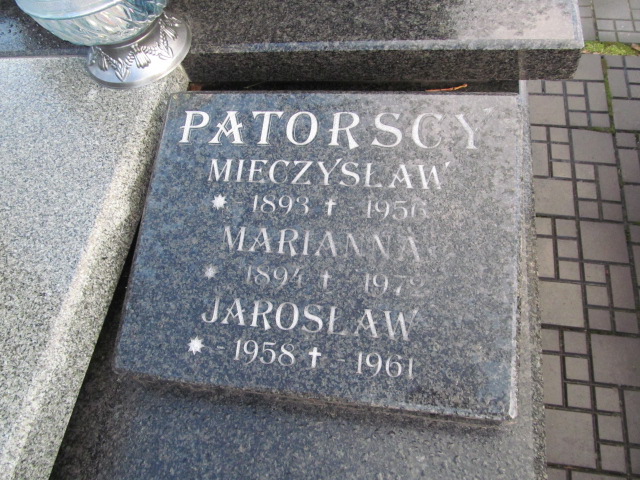 PATORSCY
MIECZYSŁAW
* 1893 † 1956
MARIANNA
* 1894 † 1972
JAROSŁAW
* - 1958 † - 1961